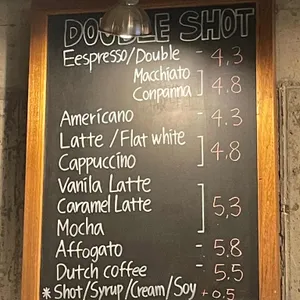 DOUBLE SHOT
Eespresso/Double - 4,3
Macchiato
Conpanna ] 4.8
Americano - 4.3
Latte / Flat white
Cappuccino ] 4,8
Vanila Latte
Caramel Latte ] 5,3
Mocha
Affogato - 5.8
Dutch coffee - 5.5
*Shot/Syrup/Cream/Soy +0.5